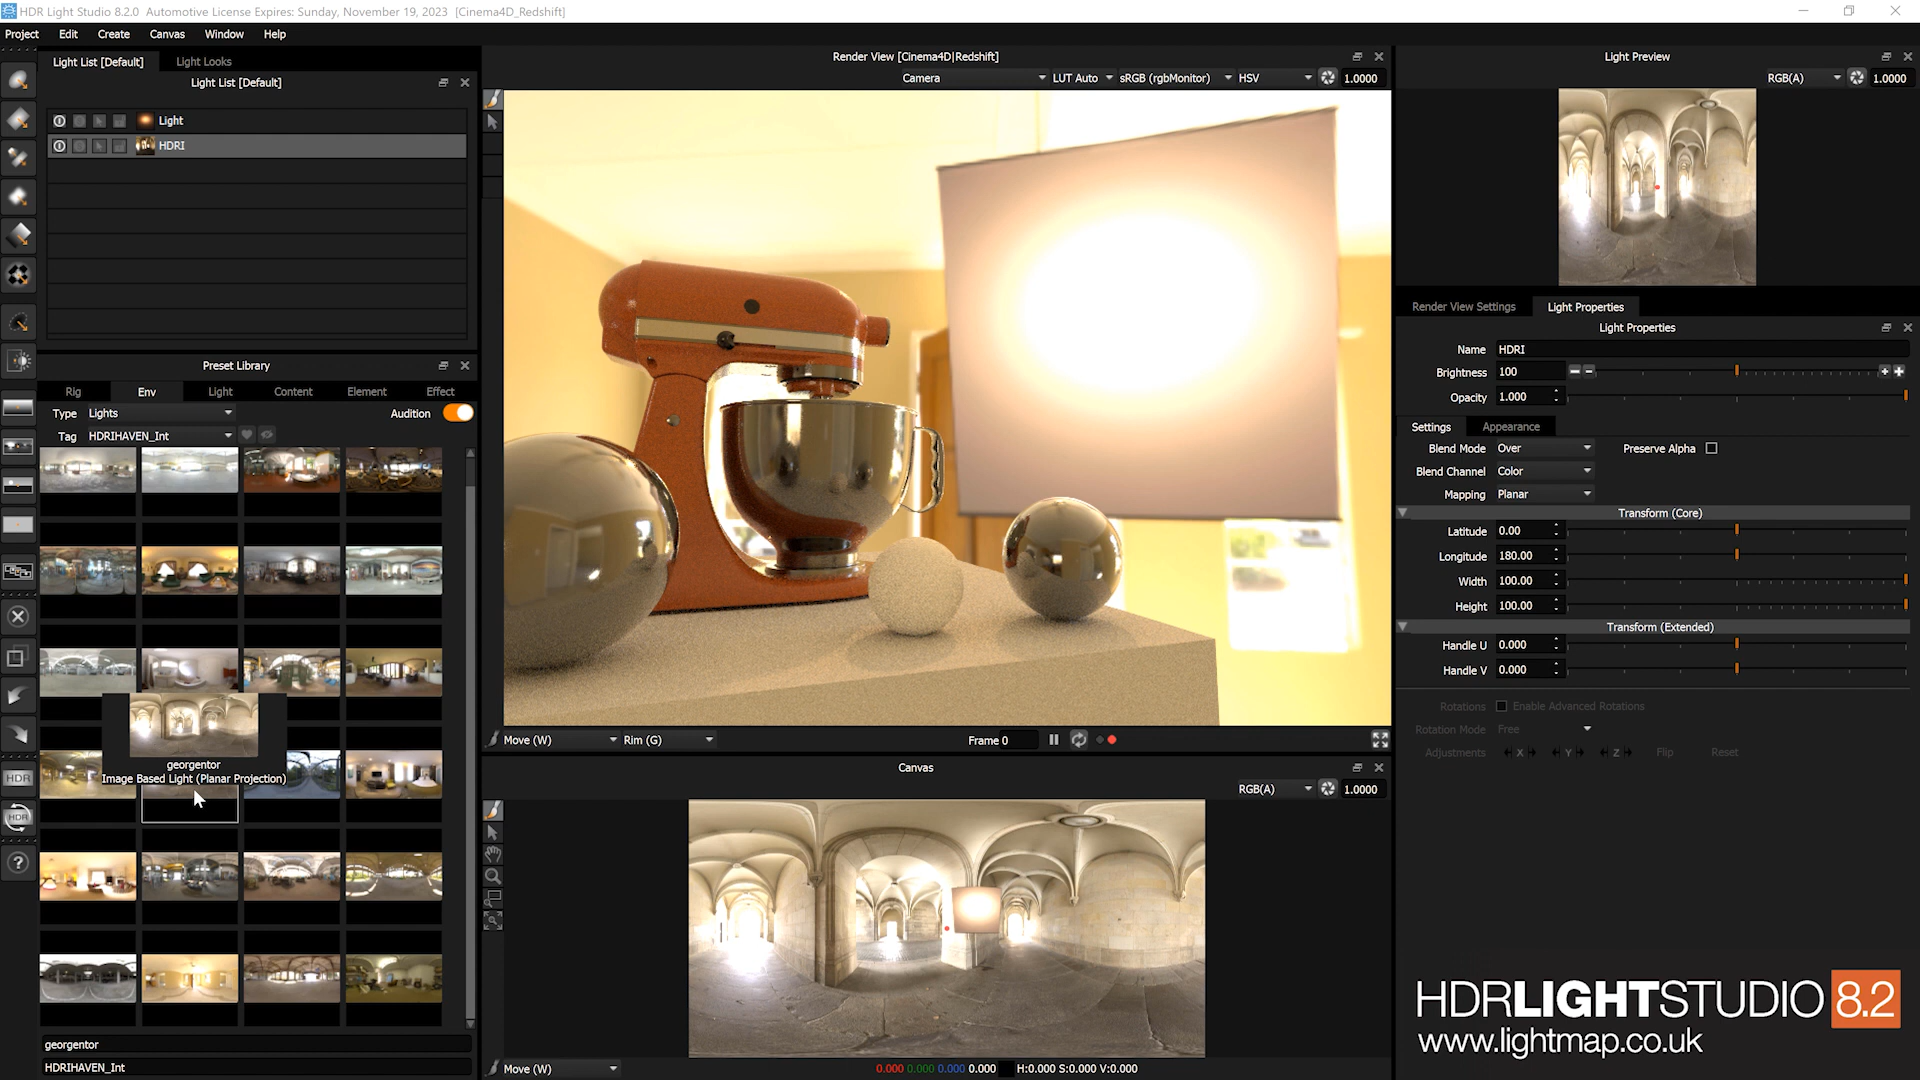 HDR Light Studio 8.2.0  Automotive License Expires: Sunday, November 19, 2023  [Cinema4D_Redshift]
Project Edit Create Canvas Window Help
Light List [Default] Light Looks
Light List [Default]
Light
HDRI
Preset Library
Rig Env Light Content Element Effect
Type Lights Audition
Tag HDRIHAVEN_Int
georgentor
Image Based Light (Planar Projection)
HDR
HDR
?
georgentor
HDRIHAVEN_Int
Render View [Cinema4D|Redshift]
Camera LUT Auto sRGB (rgbMonitor) HSV 1.0000
Move (W) Rim (G) Frame 0
Canvas
RGB(A) 1.0000
Move (W) 0.000 0.000 0.000 0.000 H:0.000 S:0.000 V:0.000
Light Preview
RGB(A) 1.0000
Render View Settings Light Properties
Light Properties
Name HDRI
Brightness 100
Opacity 1.000
Settings Appearance
Blend Mode Over Preserve Alpha
Blend Channel Color
Mapping Planar
Transform (Core)
Latitude 0.00
Longitude 180.00
Width 100.00
Height 100.00
Transform (Extended)
Handle U 0.000
Handle V 0.000
Rotations Enable Advanced Rotations
Rotation Mode Free
Adjustments X Y Z Flip Reset
HDRLIGHTSTUDIO 8.2
www.lightmap.co.uk